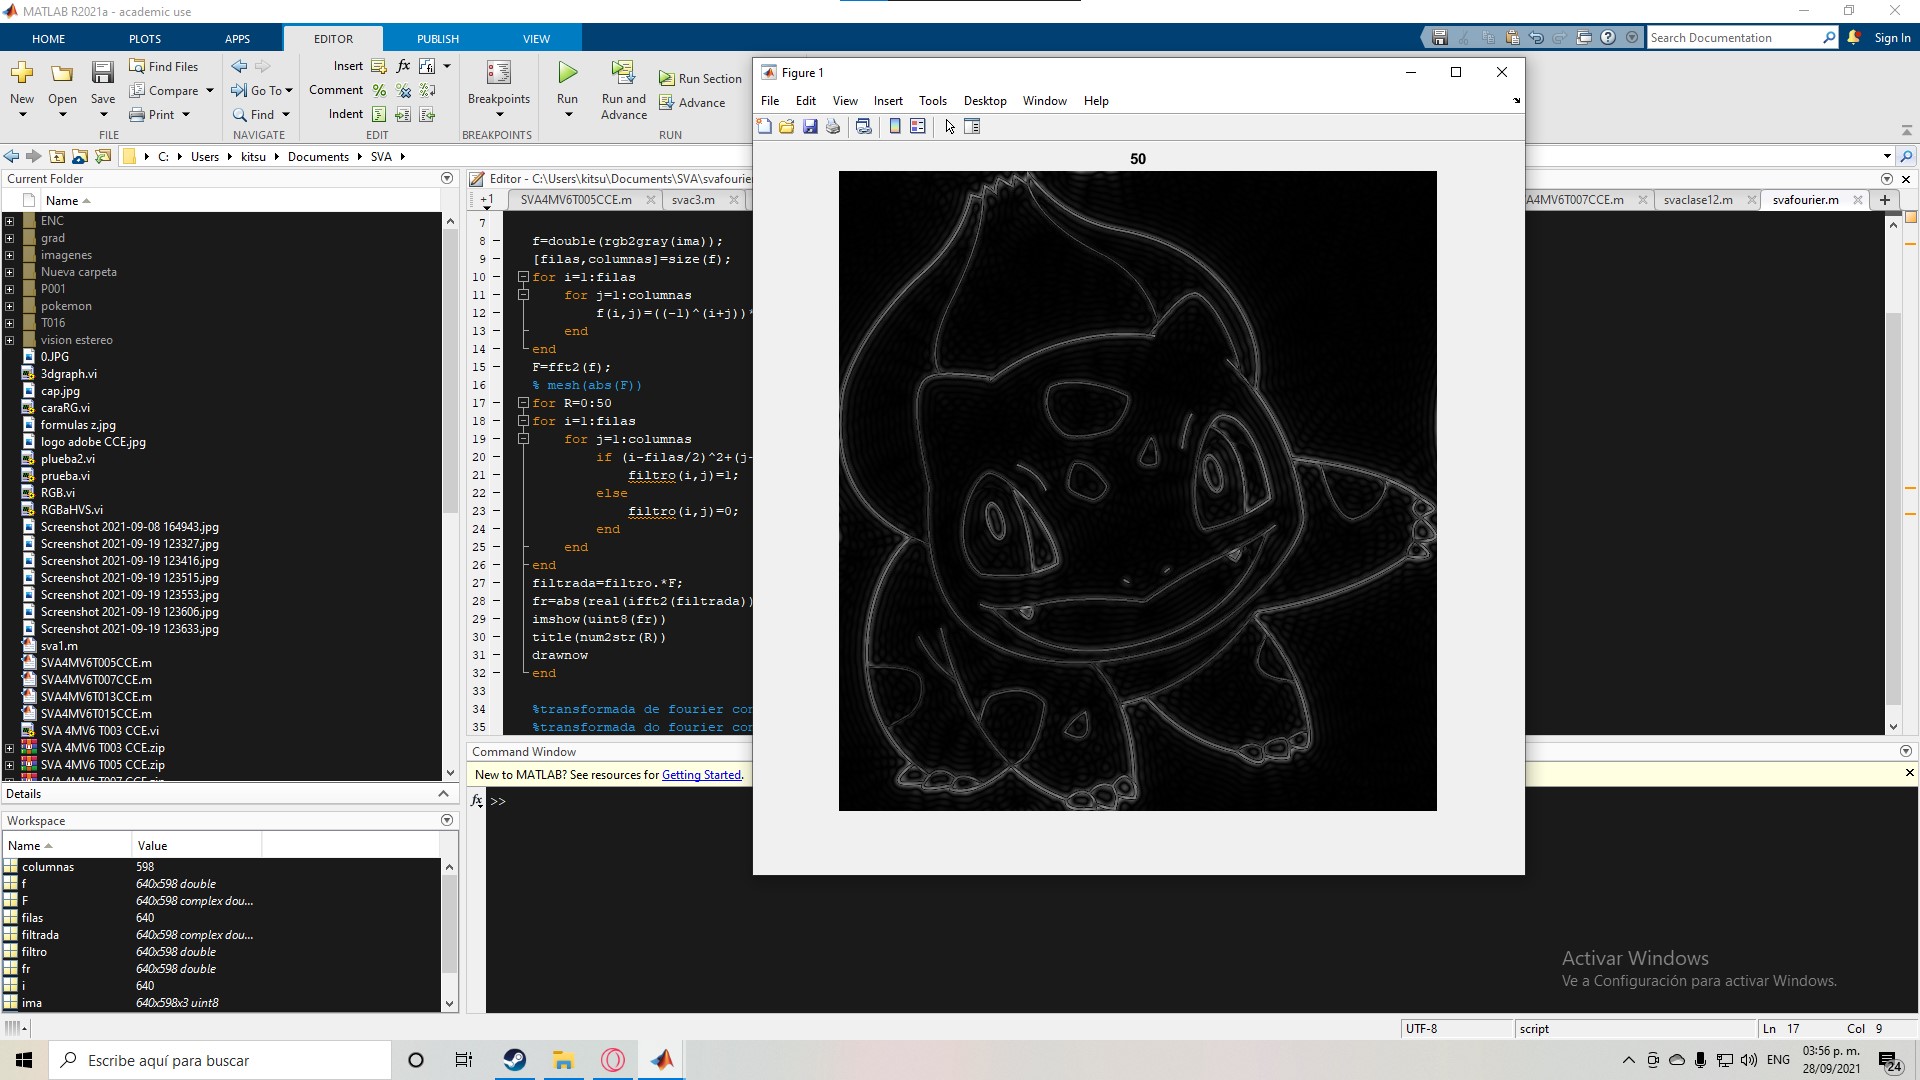 MATLAB R2021a - academic use
HOME PLOTS APPS EDITOR PUBLISH VIEW
Search Documentation
Sign In
New Open Save
Find Files
Compare
Print
FILE
Go To
Find
NAVIGATE
Insert
Comment
Indent
EDIT
Breakpoints
BREAKPOINTS
Run
Run and Advance
Run Section
Advance
RUN
C: Users kitsu Documents SVA
Current Folder
Name
ENC
grad
imagenes
Nueva carpeta
P001
pokemon
T016
vision estereo
0.JPG
3dgraph.vi
cap.jpg
caraRG.vi
formulas z.jpg
logo adobe CCE.jpg
plueba2.vi
prueba.vi
RGB.vi
RGBaHVS.vi
Screenshot 2021-09-08 164943.jpg
Screenshot 2021-09-19 123327.jpg
Screenshot 2021-09-19 123416.jpg
Screenshot 2021-09-19 123515.jpg
Screenshot 2021-09-19 123553.jpg
Screenshot 2021-09-19 123606.jpg
Screenshot 2021-09-19 123633.jpg
sva1.m
SVA4MV6T005CCE.m
SVA4MV6T007CCE.m
SVA4MV6T013CCE.m
SVA4MV6T015CCE.m
SVA 4MV6 T003 CCE.vi
SVA 4MV6 T003 CCE.zip
SVA 4MV6 T005 CCE.zip
Details
Workspace
Name Value
columnas 598
f 640x598 double
F 640x598 complex dou...
filas 640
filtrada 640x598 complex dou...
filtro 640x598 double
fr 640x598 double
i 640
ima 640x598x3 uint8
Editor - C:\Users\kitsu\Documents\SVA\svafourie
+1 SVA4MV6T005CCE.m svac3.m
A4MV6T007CCE.m svaclase12.m svafourier.m
7
8 f=double(rgb2gray(ima));
9 [filas,columnas]=size(f);
10 for i=1:filas
11 for j=1:columnas
12 f(i,j)=((-1)^(i+j))*
13 end
14 end
15 F=fft2(f);
16 % mesh(abs(F))
17 for R=0:50
18 for i=1:filas
19 for j=1:columnas
20 if (i-filas/2)^2+(j-
21 filtro(i,j)=1;
22 else
23 filtro(i,j)=0;
24 end
25 end
26 end
27 filtrada=filtro.*F;
28 fr=abs(real(ifft2(filtrada))
29 imshow(uint8(fr))
30 title(num2str(R))
31 drawnow
32 end
33
34 %transformada de fourier co
35 %transformada do fourier co
Command Window
New to MATLAB? See resources for Getting Started.
fx >>
Figure 1
File Edit View Insert Tools Desktop Window Help
50
Activar Windows
Ve a Configuración para activar Windows.
UTF-8 script Ln 17 Col 9
Escribe aquí para buscar
ENG
03:56 p. m.
28/09/2021
24